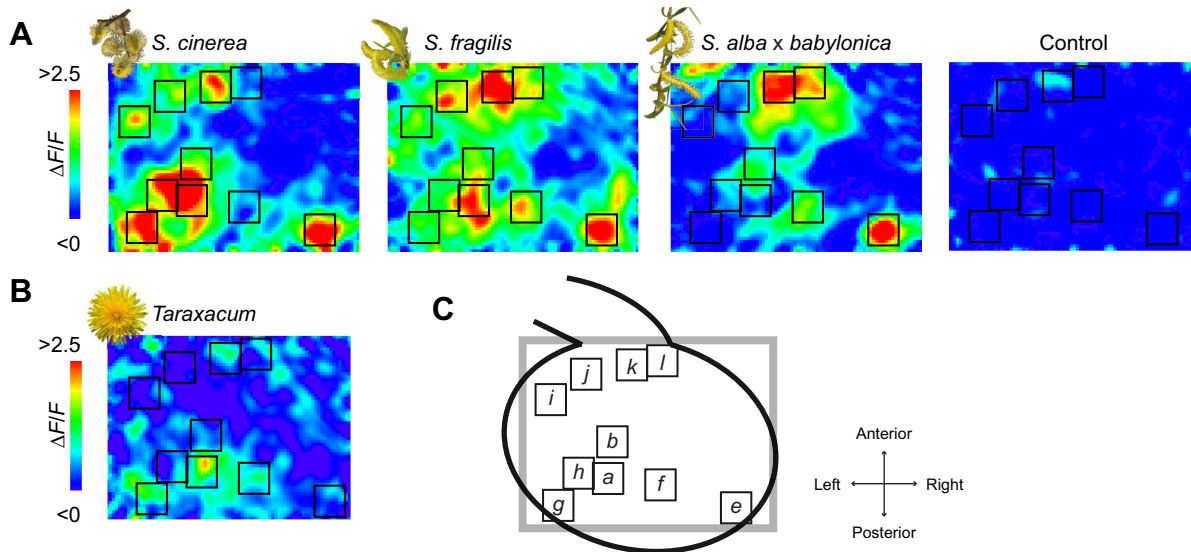 A
S. cinerea
S. fragilis
S. alba x babylonica
Control
>2.5
ΔF/F
<0
B
Taraxacum
>2.5
ΔF/F
<0
C
j
k
l
i
b
h
a
f
g
e
Anterior
Left
Right
Posterior